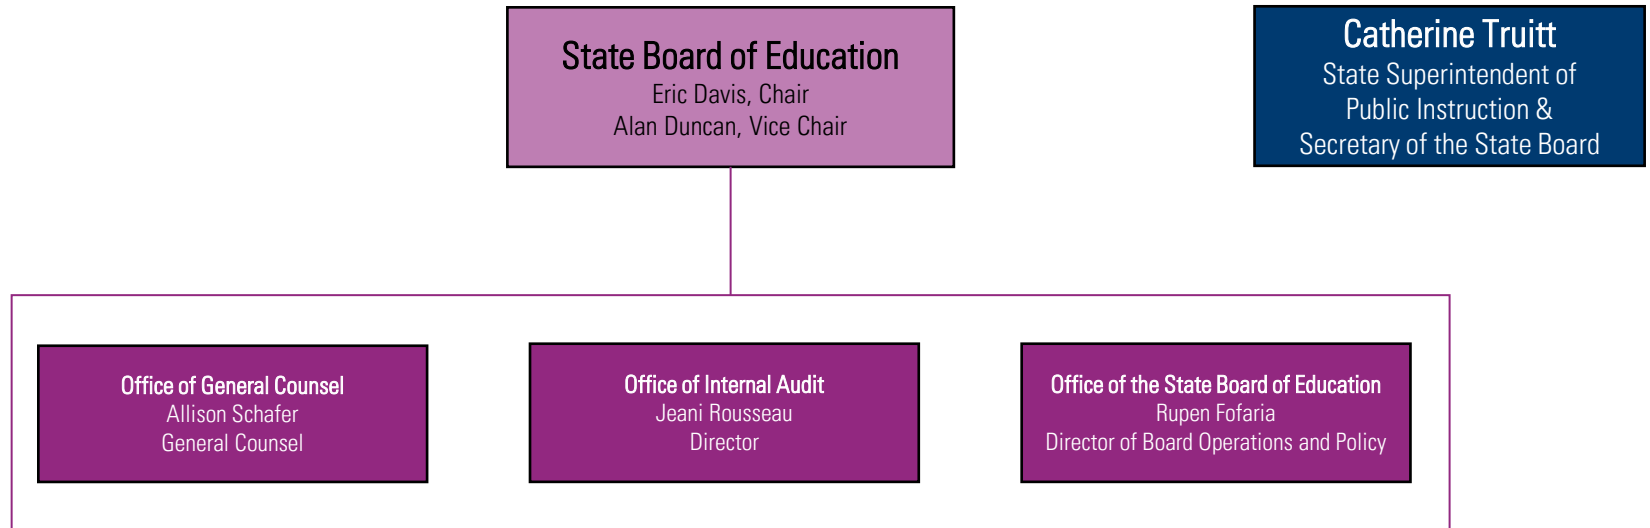 State Board of Education
Eric Davis, Chair
Alan Duncan, Vice Chair
Catherine Truitt
State Superintendent of
Public Instruction &
Secretary of the State Board
Office of General Counsel
Allison Schafer
General Counsel
Office of Internal Audit
Jeani Rousseau
Director
Office of the State Board of Education
Rupen Fofaria
Director of Board Operations and Policy